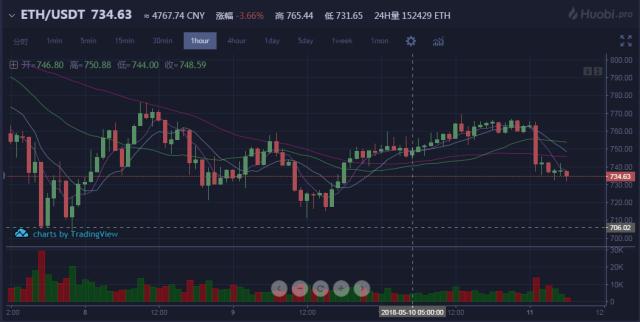 ETH/USDT 734.63 ≈ 4767.74 CNY 涨幅 -3.66% 高 765.44 低 731.65 24H量 152429 ETH Huobi.pro
分时 1min 5min 15min 30min 1hour 4hour 1day 5day 1week 1mon
开=746.80 高=750.88 低=744.00 收=748.59
800.00
790.00
780.00
770.00
760.00
750.00
740.00
734.63
720.00
710.00
706.02
700.00
charts by TradingView
30K
20K
10K
0
2:00 8 12:00 9 12:00 2018-05-10 05:00:00 12:00 11 12: